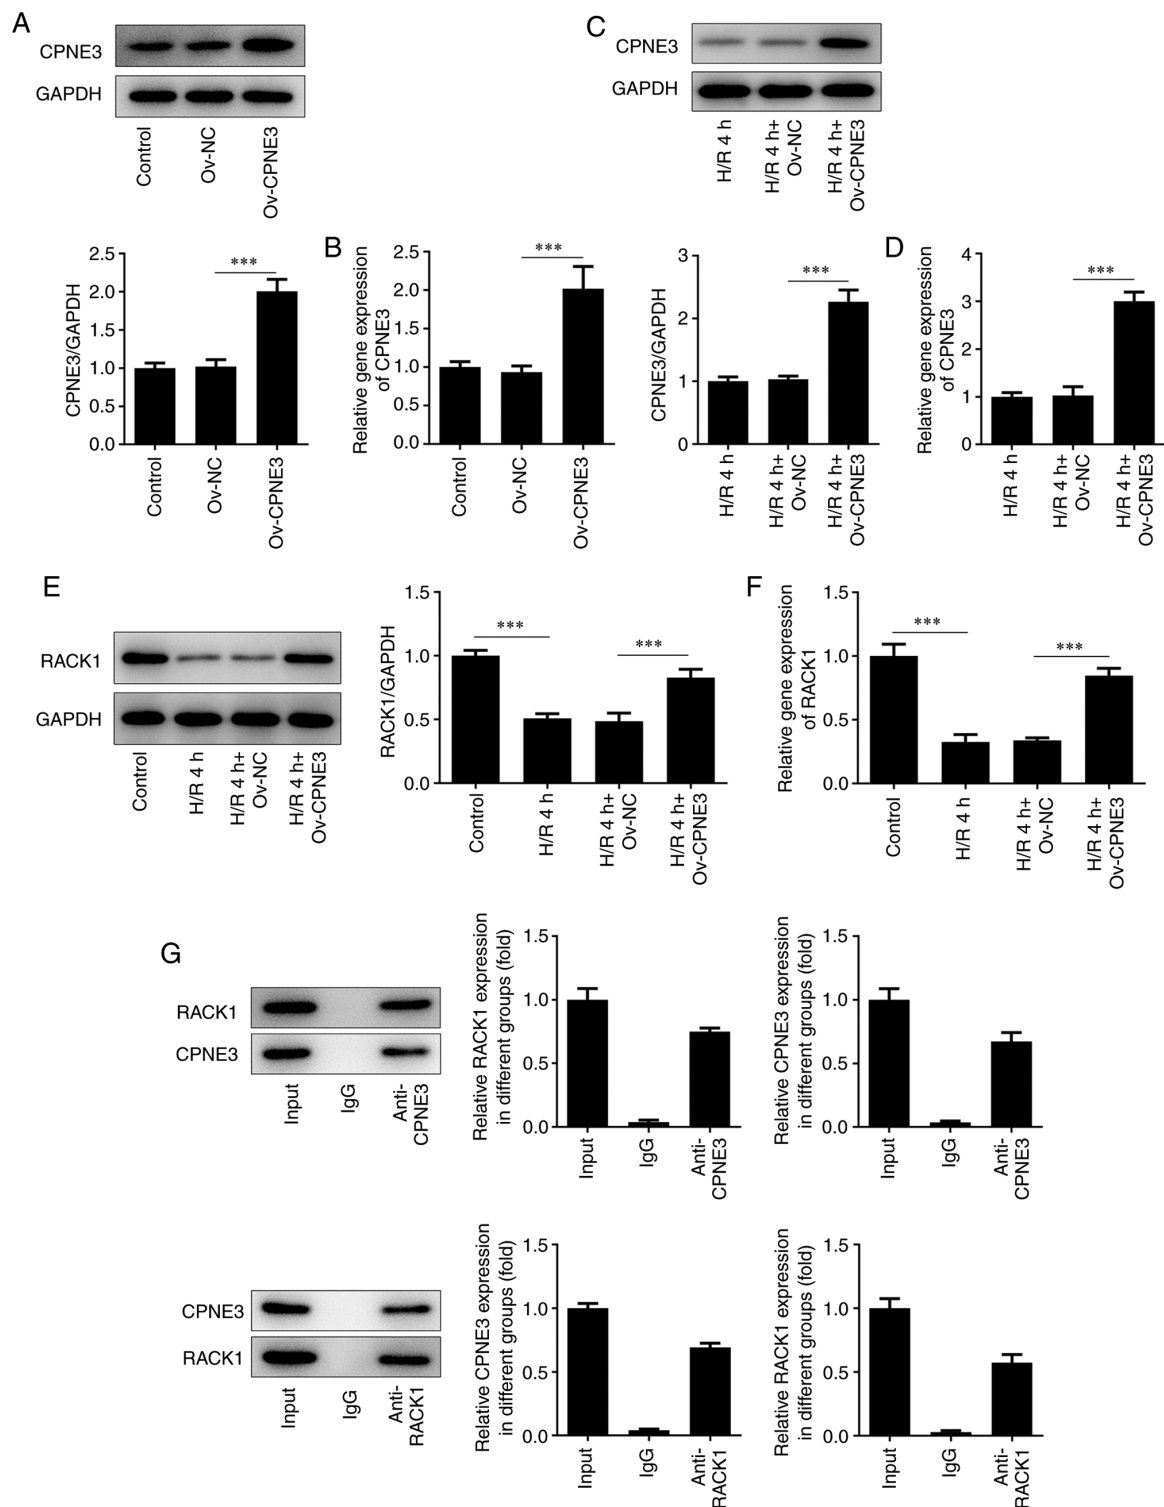 A
CPNE3
GAPDH
Control
Ov-NC
Ov-CPNE3
C
CPNE3
GAPDH
H/R 4 h
H/R 4 h+
Ov-NC
H/R 4 h+
Ov-CPNE3
CPNE3/GAPDH
2.5
2.0
1.5
1.0
0.5
0.0
***
Control
Ov-NC
Ov-CPNE3
B
Relative gene expression
of CPNE3
2.5
2.0
1.5
1.0
0.5
0.0
***
Control
Ov-NC
Ov-CPNE3
CPNE3/GAPDH
3
2
1
0
***
H/R 4 h
H/R 4 h+
Ov-NC
H/R 4 h+
Ov-CPNE3
D
Relative gene expression
of CPNE3
4
3
2
1
0
***
H/R 4 h
H/R 4 h+
Ov-NC
H/R 4 h+
Ov-CPNE3
E
RACK1
GAPDH
Control
H/R 4 h
H/R 4 h+
Ov-NC
H/R 4 h+
Ov-CPNE3
RACK1/GAPDH
1.5
1.0
0.5
0.0
***
***
Control
H/R 4 h
H/R 4 h+
Ov-NC
H/R 4 h+
Ov-CPNE3
F
Relative gene expression
of RACK1
1.5
1.0
0.5
0.0
***
***
Control
H/R 4 h
H/R 4 h+
Ov-NC
H/R 4 h+
Ov-CPNE3
G
RACK1
CPNE3
Input
IgG
Anti-
CPNE3
Relative RACK1 expression
in different groups (fold)
1.5
1.0
0.5
0.0
Input
IgG
Anti-
CPNE3
Relative CPNE3 expression
in different groups (fold)
1.5
1.0
0.5
0.0
Input
IgG
Anti-
CPNE3
CPNE3
RACK1
Input
IgG
Anti-
RACK1
Relative CPNE3 expression
in different groups (fold)
1.5
1.0
0.5
0.0
Input
IgG
Anti-
RACK1
Relative RACK1 expression
in different groups (fold)
1.5
1.0
0.5
0.0
Input
IgG
Anti-
RACK1